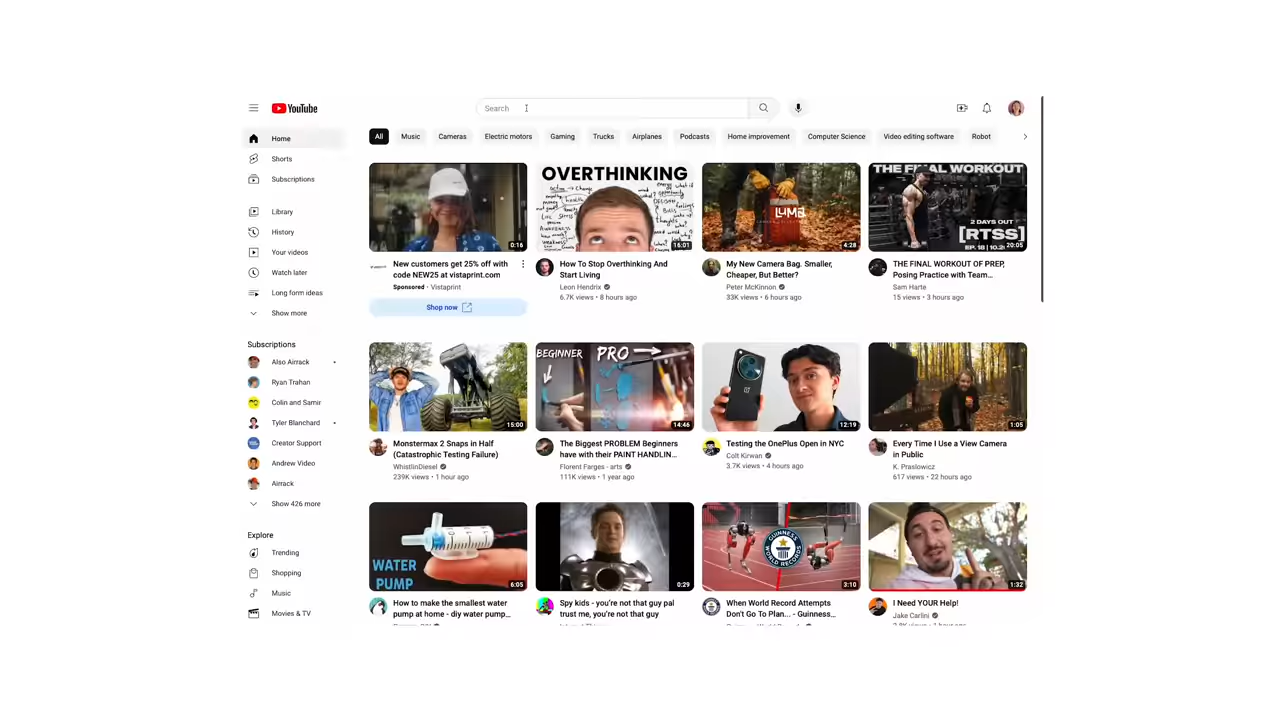 YouTube
Search
All Music Cameras Electric motors Gaming Trucks Airplanes Podcasts Home improvement Computer Science Video editing software Robot
Home
Shorts
Subscriptions
Library
History
Your videos
Watch later
Long form ideas
Show more
Subscriptions
Also Airrack
Ryan Trahan
Colin and Samir
Tyler Blanchard
Creator Support
Andrew Video
Airrack
Show 426 more
Explore
Trending
Shopping
Music
Movies & TV
0:16
New customers get 25% off with
code NEW25 at vistaprint.com
Sponsored • Vistaprint
Shop now
OVERTHINKING
16:01
How To Stop Overthinking And
Start Living
Leon Hendrix
6.7K views • 8 hours ago
LUMA
4:28
My New Camera Bag. Smaller,
Cheaper, But Better?
Peter McKinnon
33K views • 6 hours ago
THE FINAL WORKOUT
2 DAYS OUT
[RTSS]
20:05
THE FINAL WORKOUT OF PREP,
Posing Practice with Team...
Sam Harte
15 views • 3 hours ago
15:00
Monstermax 2 Snaps in Half
(Catastrophic Testing Failure)
WhistlinDiesel
239K views • 1 hour ago
BEGINNER PRO
14:46
The Biggest PROBLEM Beginners
have with their PAINT HANDLIN...
Florent Farges - arts
111K views • 1 year ago
12:19
Testing the OnePlus Open in NYC
Colt Kirwan
3.7K views • 4 hours ago
1:05
Every Time I Use a View Camera
in Public
K. Praslowicz
617 views • 22 hours ago
WATER
PUMP
6:05
How to make the smallest water
pump at home - diy water pump...
0:29
Spy kids - you're not that guy pal
trust me, you're not that guy
GUINNESS
WORLD RECORDS
3:10
When World Record Attempts
Don't Go To Plan... - Guinness...
1:32
I Need YOUR Help!
Jake Carlini